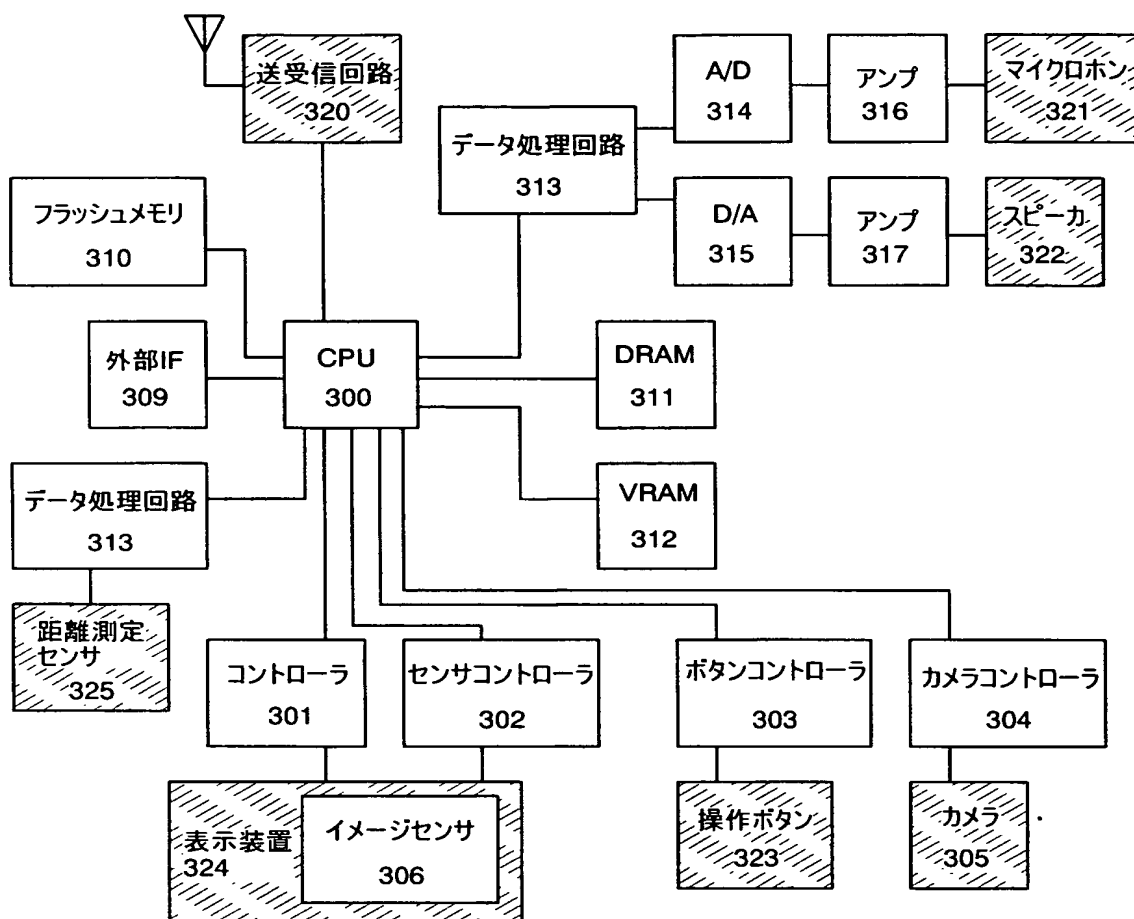 送受信回路
320
A/D
314
アンプ
316
マイクロホン
321
データ処理回路
313
フラッシュメモリ
310
D/A
315
アンプ
317
スピーカ
322
外部IF
309
CPU
300
DRAM
311
データ処理回路
313
VRAM
312
距離測定
センサ
325
コントローラ
301
センサコントローラ
302
ボタンコントローラ
303
カメラコントローラ
304
表示装置
324
イメージセンサ
306
操作ボタン
323
カメラ
305